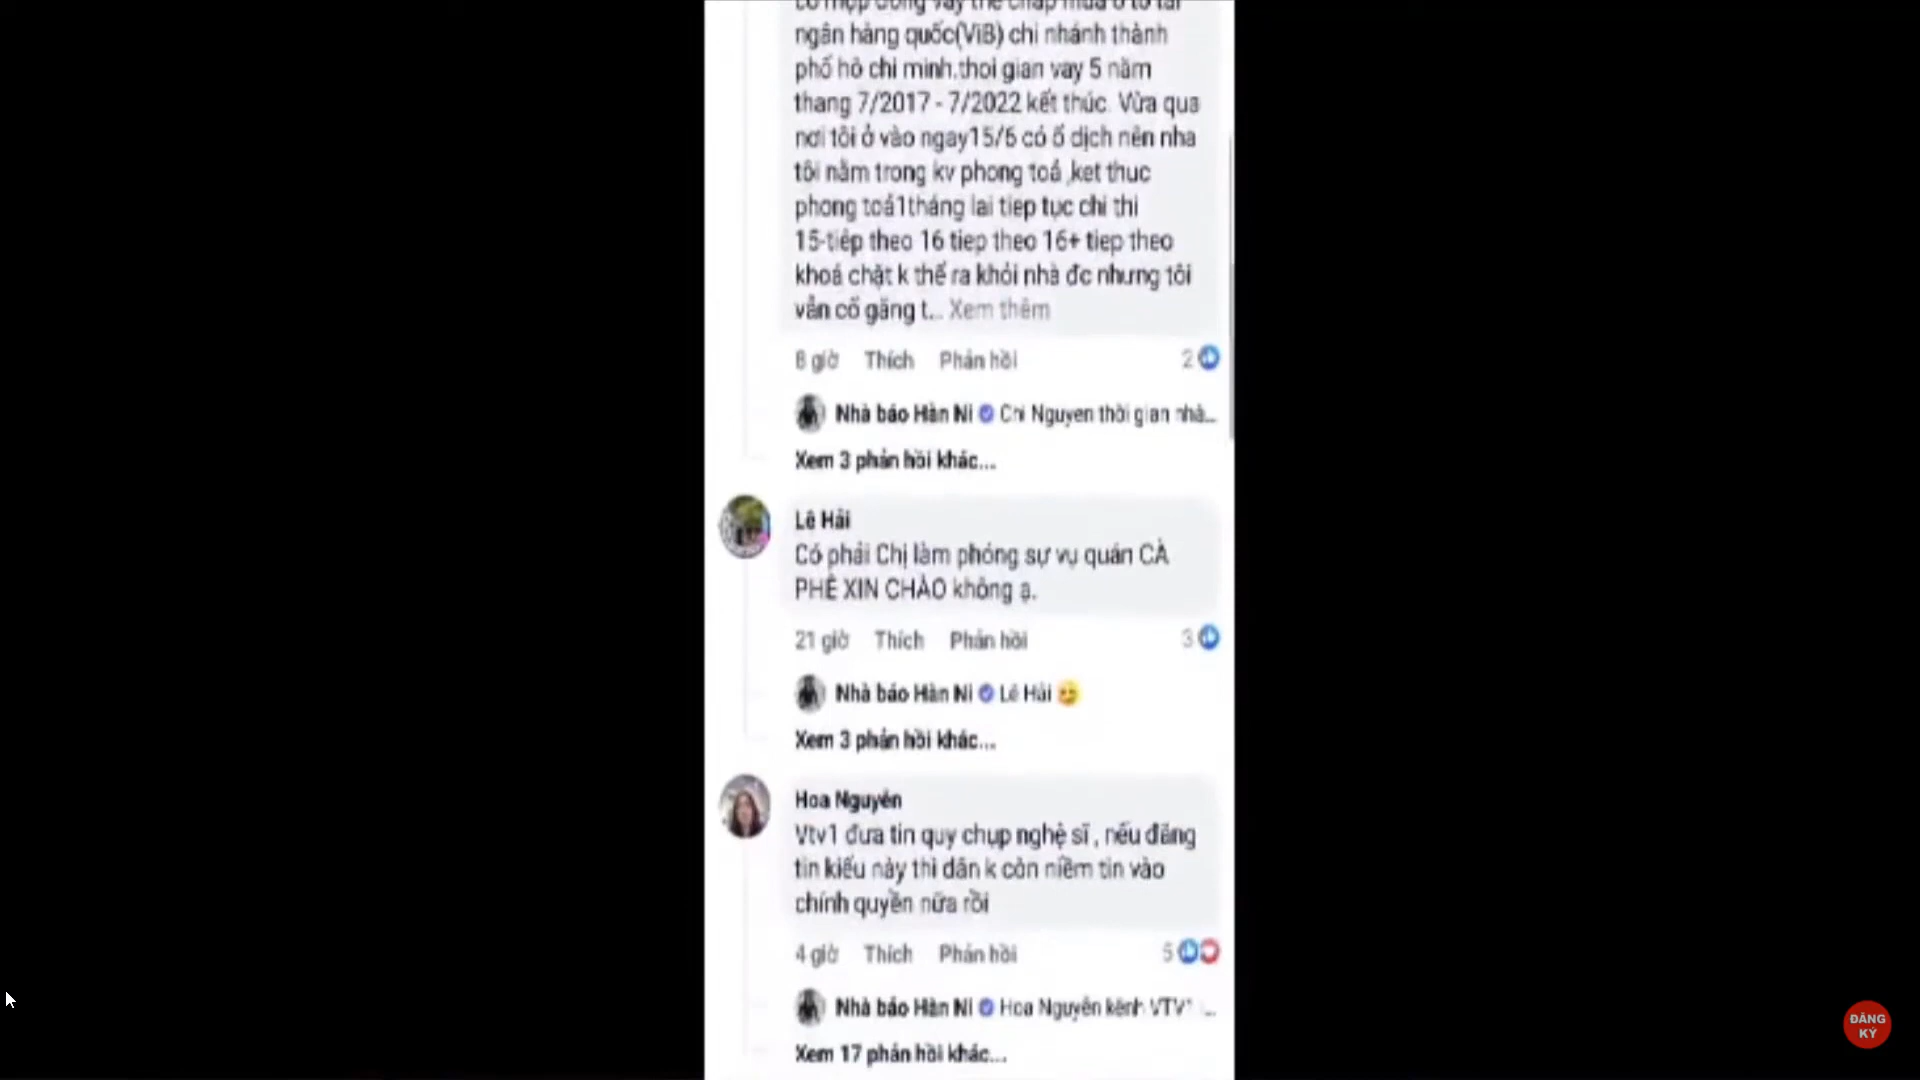 ngân hàng quốc(ViB) chi nhánh thành
phố hồ chi minh.thoi gian vay 5 năm
thang 7/2017 - 7/2022 kết thúc. Vừa qua
nơi tôi ở vào ngay15/6 có ổ dịch nên nha
tôi nằm trong kv phong toả ,ket thuc
phong toả1tháng lai tiep tục chi thi
15-tiếp theo 16 tiep theo 16+ tiep theo
khoá chặt k thể ra khỏi nhà đc nhưng tôi
vẫn cố gắng t... Xem thêm
8 giờ Thích Phản hồi 2
Nhà báo Hàn Ni Chi Nguyen thời gian nhà...
Xem 3 phản hồi khác...
Lê Hải
Có phải Chị làm phóng sự vụ quán CÀ
PHÊ XIN CHÀO không ạ.
21 giờ Thích Phản hồi 3
Nhà báo Hàn Ni Lê Hải
Xem 3 phản hồi khác...
Hoa Nguyễn
Vtv1 đưa tin quy chụp nghệ sĩ , nếu đăng
tin kiểu này thì dân k còn niềm tin vào
chính quyền nữa rồi
4 giờ Thích Phản hồi 5
Nhà báo Hàn Ni Hoa Nguyễn kênh VTV1 ...
Xem 17 phản hồi khác...
ĐĂNG
KÝ